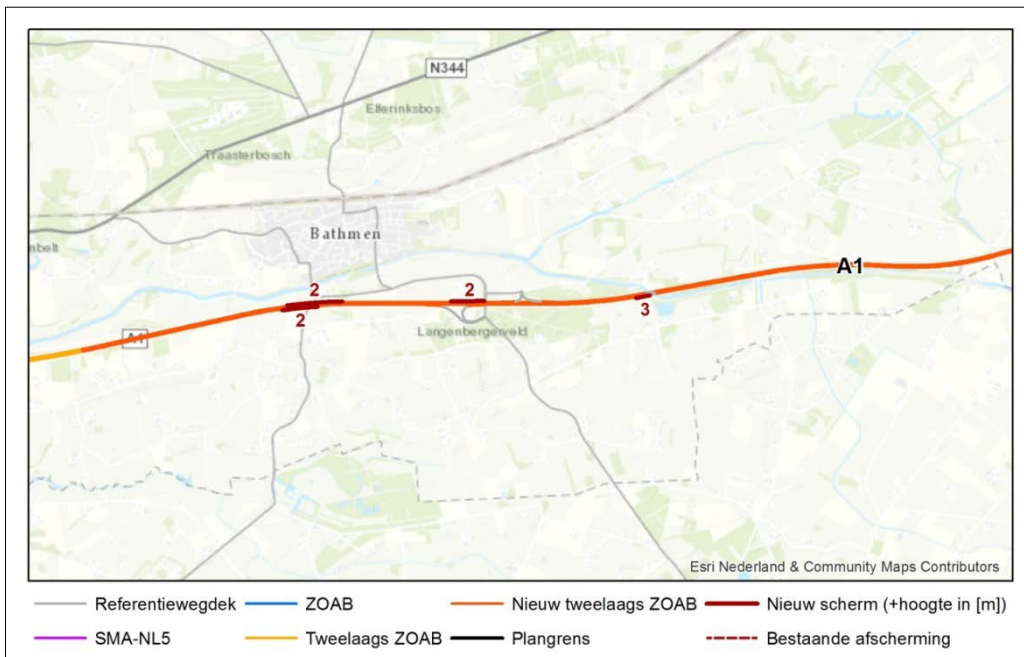 N344
Elferinksbos
Traasterbosch
Bathmen
nbelt
A1
2
2
3
2
Langenbergerveld
A1
Esri Nederland & Community Maps Contributors
Referentiewegdek
ZOAB
Nieuw tweelaags ZOAB
Nieuw scherm (+hoogte in [m])
SMA-NL5
Tweelaags ZOAB
Plangrens
Bestaande afscherming